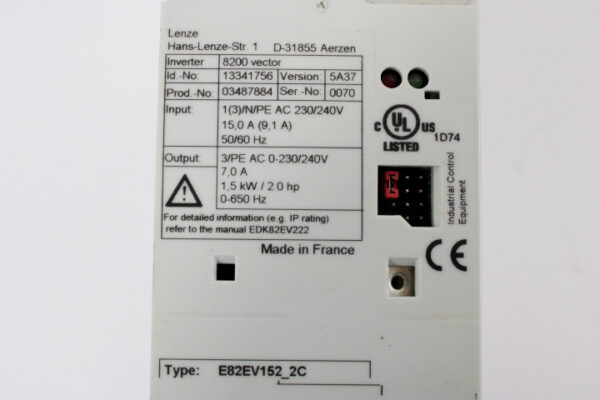 Lenze
Hans-Lenze-Str. 1 D-31855 Aerzen
Inverter 8200 vector
Id.-No: 13341756 Version: 5A37
Prod.-No: 03487884 Ser.-No: 0070
Input: 1(3)/N/PE AC 230/240V
15,0 A (9,1 A)
50/60 Hz
Output: 3/PE AC 0-230/240V
7,0 A
1,5 kW / 2.0 hp
0-650 Hz
For detailed information (e.g. IP rating)
refer to the manual EDK82EV222
Made in France
C UL US
LISTED
1D74
Industrial Control
Equipment
CE
Type: E82EV152_2C